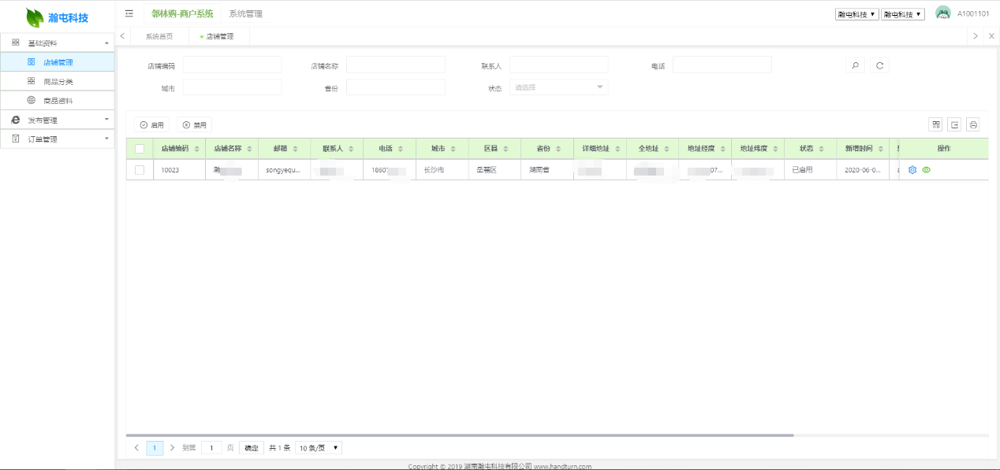 瀚屯科技
邻林购-商户系统 系统管理
瀚屯科技 瀚屯科技 A1001101
系统首页 店铺管理
基础资料
店铺管理
商品分类
商品资料
发布管理
订单管理
店铺编码 店铺名称 联系人 电话
城市 省份 状态 请选择
启用 禁用
店铺编码 店铺名称 邮箱 联系人 电话 城市 区县 省份 详细地址 全地址 地址经度 地址纬度 状态 新增时间 操作
10023 瀚 songyequ... 1860 长沙市 岳麓区 湖南省 07... 已启用 2020-06-0...
1 到第 1 页 确定 共 1 条 10 条/页
Copyright © 2019 湖南瀚屯科技有限公司 www.handturn.com